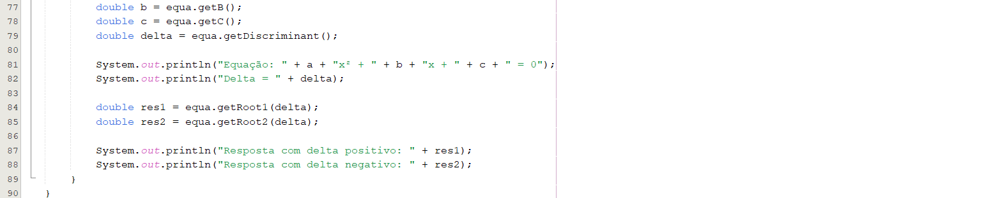 77 double b = equa.getB();
78 double c = equa.getC();
79 double delta = equa.getDiscriminant();
80
81 System.out.println("Equação: " + a + "x² + " + b + "x + " + c + " = 0");
82 System.out.println("Delta = " + delta);
83
84 double res1 = equa.getRoot1(delta);
85 double res2 = equa.getRoot2(delta);
86
87 System.out.println("Resposta com delta positivo: " + res1);
88 System.out.println("Resposta com delta negativo: " + res2);
89 }
90 }